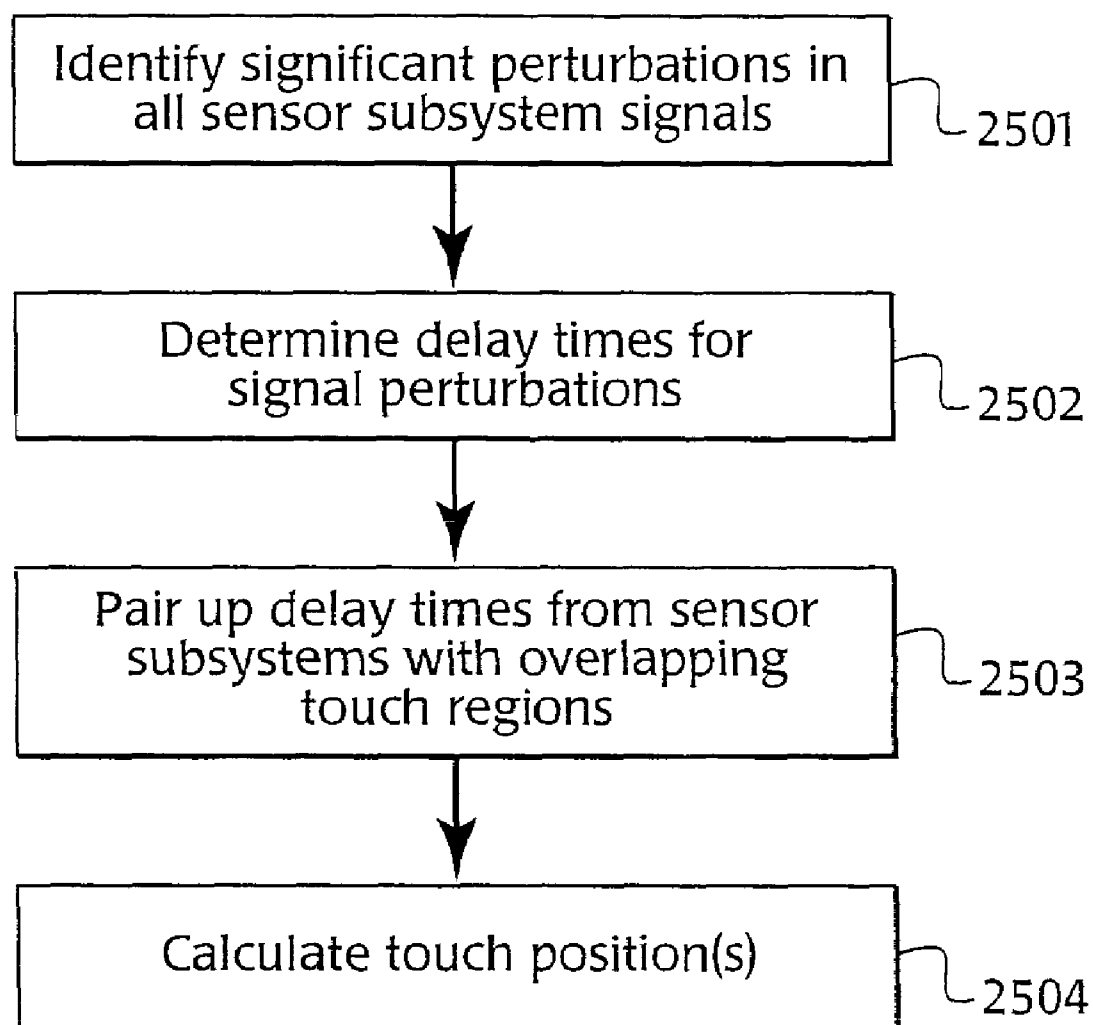 Identify significant perturbations in
all sensor subsystem signals
2501
Determine delay times for
signal perturbations
2502
Pair up delay times from sensor
subsystems with overlapping
touch regions
2503
Calculate touch position(s)
2504